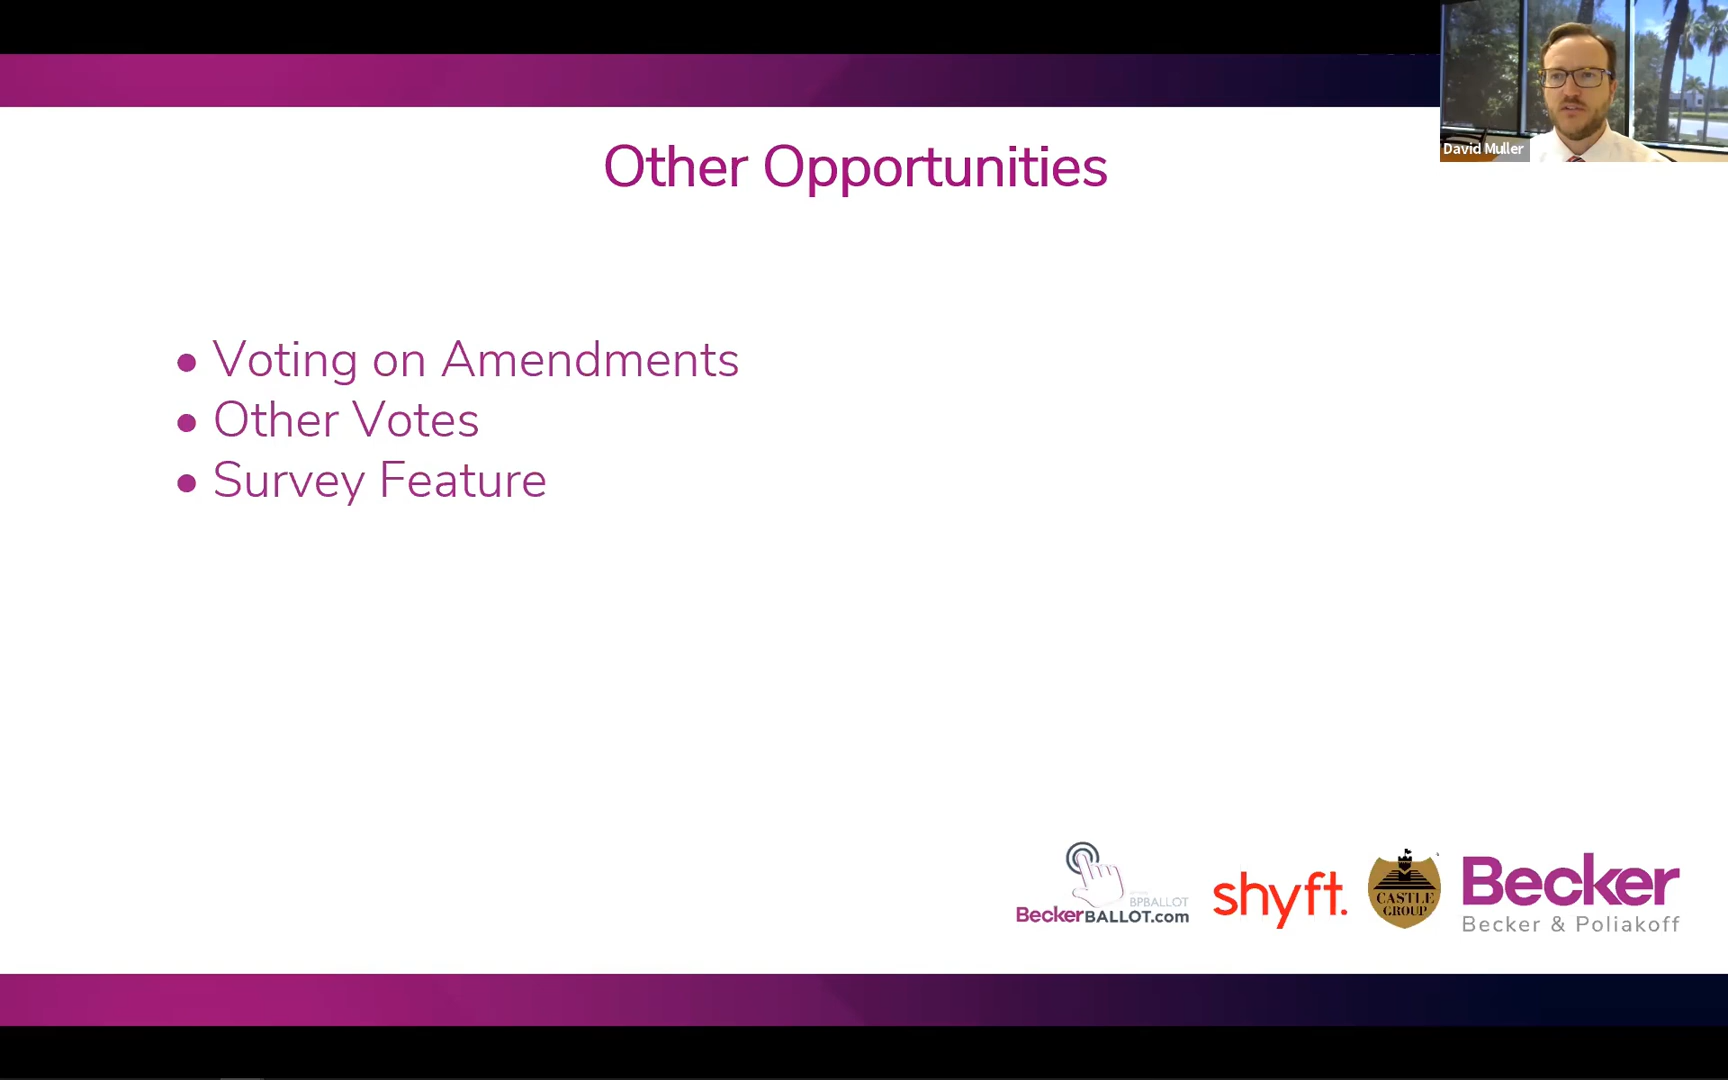 David Muller
Other Opportunities
• Voting on Amendments
• Other Votes
• Survey Feature
BPBALLOT
BeckerBALLOT.com
shyft.
CASTLE
GROUP
Becker
Becker & Poliakoff